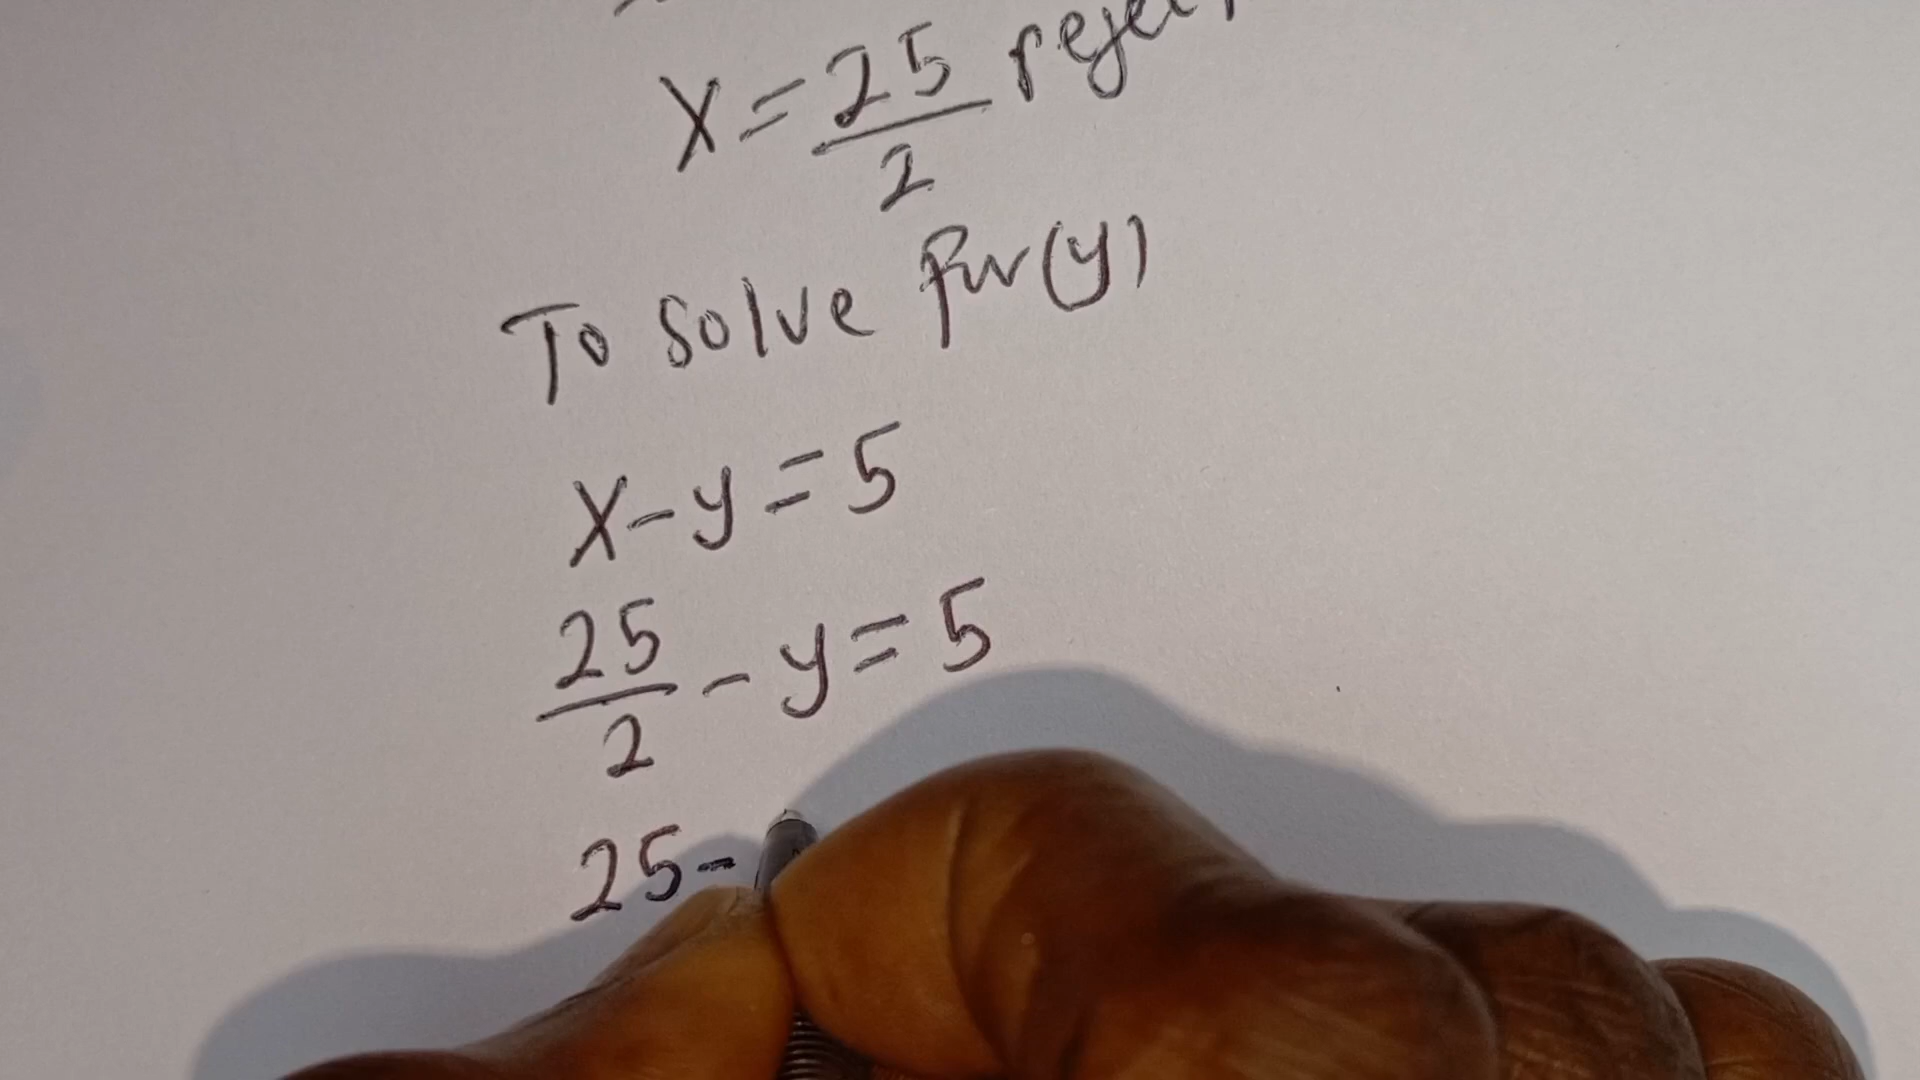 x = 25/2
To solve for (y)
x - y = 5
25/2 - y = 5
25 -